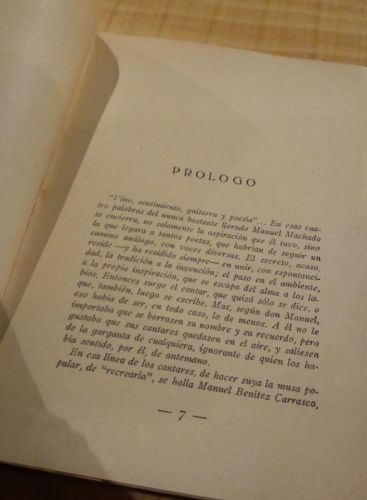 PROLOGO
"Vino, sentimiento, guitarra y poesía"... En esas cua-
tro palabras del nunca bastante llorado Manuel Machado
se encierra, no solamente la aspiración que él tuvo, sino
la que legara a tantos poetas, que habrían de seguir un
camino análogo, con voces diversas. El secreto, acaso,
reside —y ha residido siempre— en unir, con espontanei-
dad, la tradición a la invención; el paso en el ambiente,
a la propia inspiración, que se escapa del alma a los la-
bios. Entonces surge el cantar, que quizá sólo se dice, o
que, también, luego se escribe. Mas, según don Manuel,
eso habia de ser, en todo caso, lo de menos. A él no le
importaba que se borrasen su nombre y su recuerdo, pero
gustaba que sus cantares quedasen en el aire, y saliesen
de la garganta de cualquiera, ignorante de quien los ha-
bía sentido, por él, de antemano.
En esa línea de los cantares, de hacer suya la musa po-
pular, de "recrearla", se halla Manuel Benítez Carrasco,
— 7 —